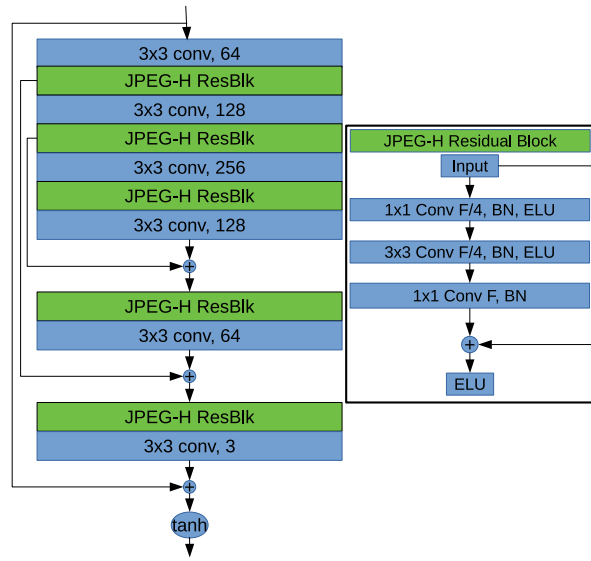 3x3 conv, 64
JPEG-H ResBlk
3x3 conv, 128
JPEG-H ResBlk
3x3 conv, 256
JPEG-H ResBlk
3x3 conv, 128
+
JPEG-H ResBlk
3x3 conv, 64
+
JPEG-H ResBlk
3x3 conv, 3
+
tanh
JPEG-H Residual Block
Input
1x1 Conv F/4, BN, ELU
3x3 Conv F/4, BN, ELU
1x1 Conv F, BN
+
ELU